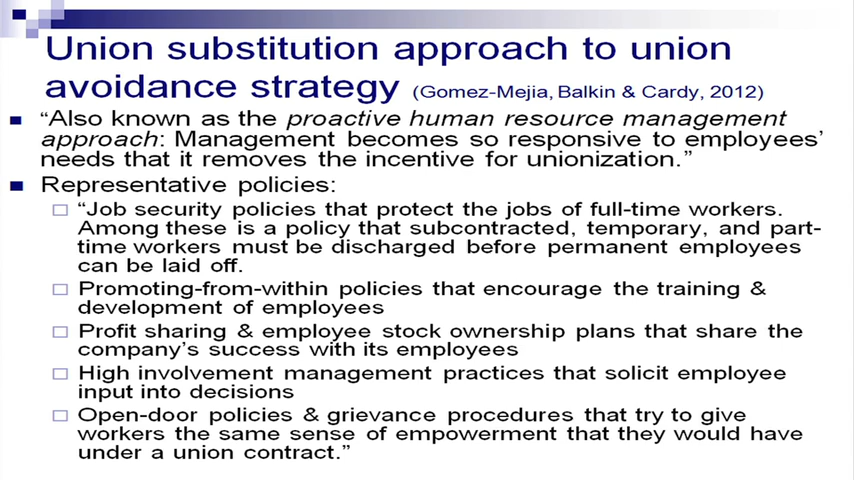 Union substitution approach to union
avoidance strategy (Gomez-Mejia, Balkin & Cardy, 2012)
“Also known as the proactive human resource management
approach: Management becomes so responsive to employees’
needs that it removes the incentive for unionization.”
Representative policies:
“Job security policies that protect the jobs of full-time workers.
Among these is a policy that subcontracted, temporary, and part-
time workers must be discharged before permanent employees
can be laid off.
Promoting-from-within policies that encourage the training &
development of employees
Profit sharing & employee stock ownership plans that share the
company’s success with its employees
High involvement management practices that solicit employee
input into decisions
Open-door policies & grievance procedures that try to give
workers the same sense of empowerment that they would have
under a union contract.”